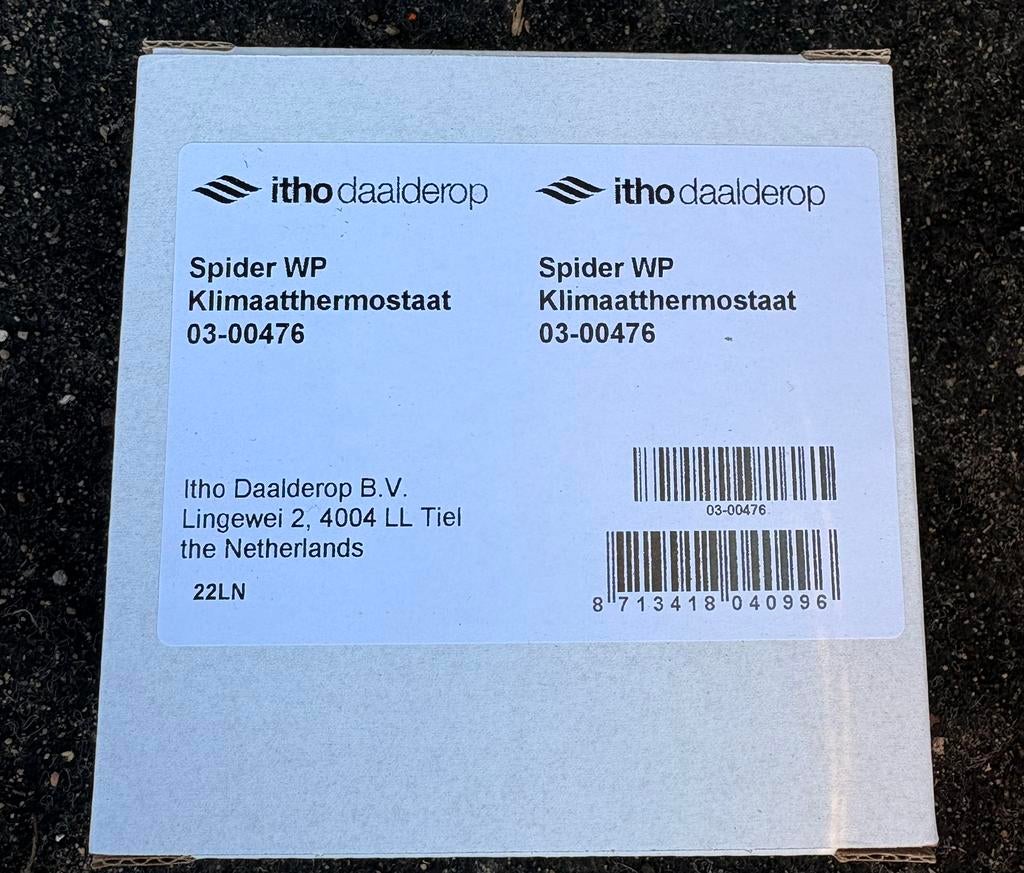 itho daalderop
Spider WP
Klimaatthermostaat
03-00476
Itho Daalderop B.V.
Lingewei 2, 4004 LL Tiel
the Netherlands
22LN
itho daalderop
Spider WP
Klimaatthermostaat
03-00476
03-00476
8 713418 040996